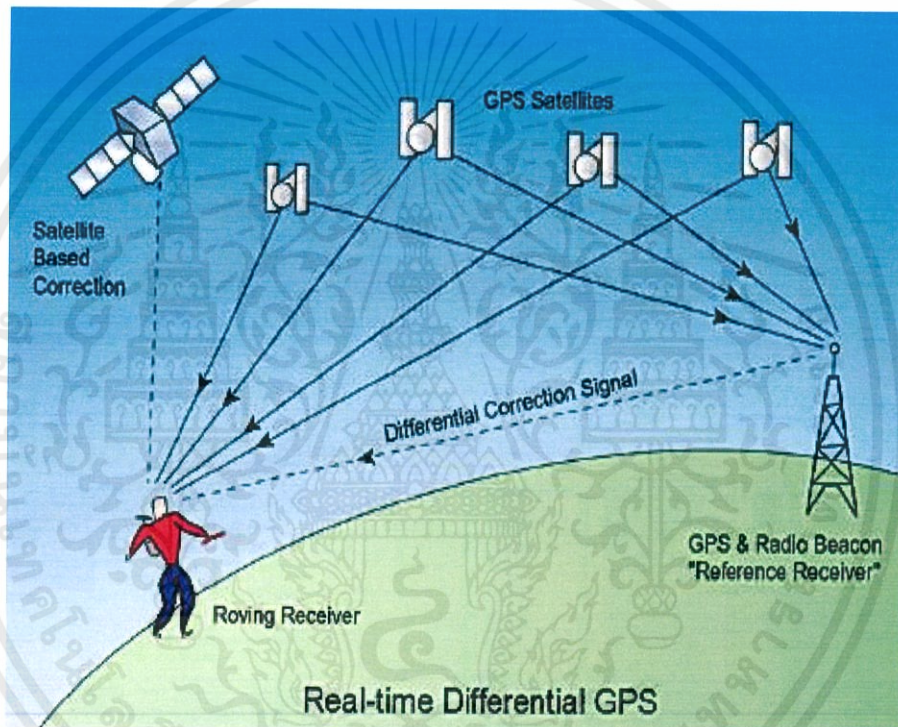 GPS Satellites
Satellite
Based
Correction
Differential Correction Signal
GPS & Radio Beacon
"Reference Receiver"
Roving Receiver
Real-time Differential GPS